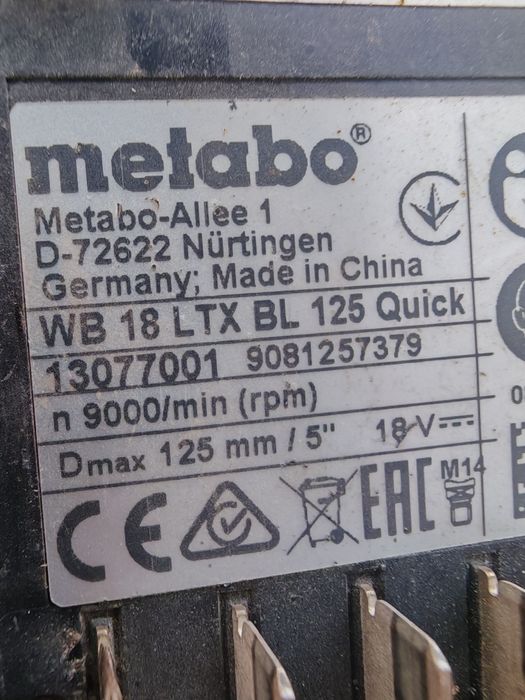 metabo®
Metabo-Allee 1
D-72622 Nürtingen
Germany; Made in China
WB 18 LTX BL 125 Quick
13077001 9081257379
n 9000/min (rpm)
Dmax 125 mm / 5" 18 V
CE EAC M14